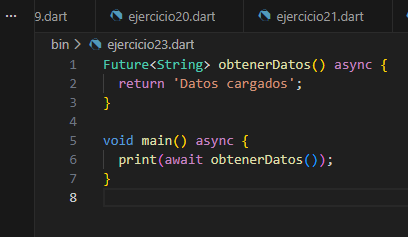 9.dart
ejercicio20.dart
ejercicio21.dart
bin > ejercicio23.dart
1 Future<String> obtenerDatos() async {
2   return 'Datos cargados';
3 }
4
5 void main() async {
6   print(await obtenerDatos());
7 }
8